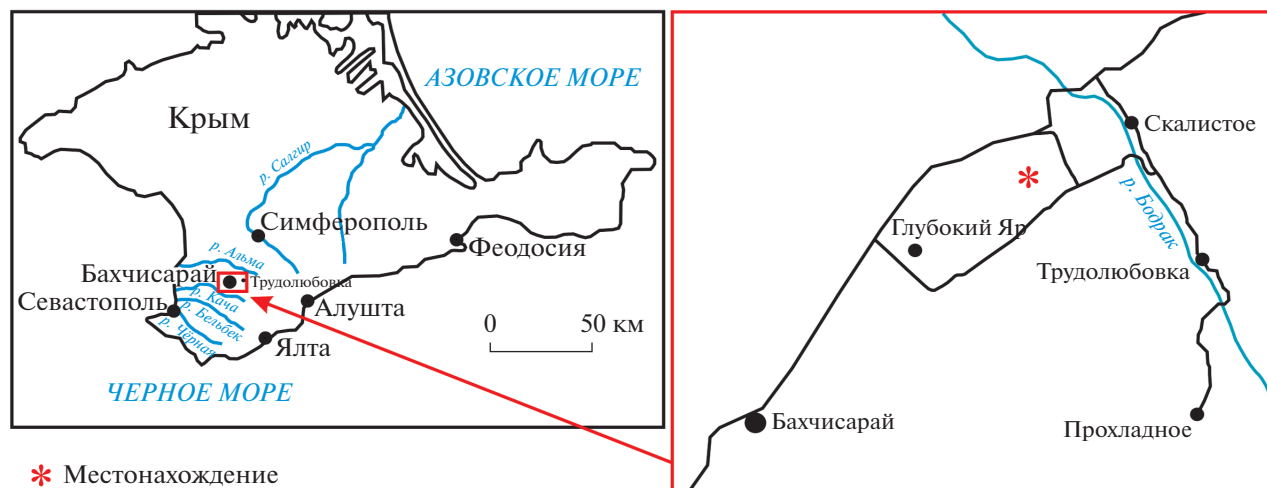 АЗОВСКОЕ МОРЕ
Крым
р. Салгир
Симферополь
Феодосия
р. Альма
Бахчисарай
Трудолюбовка
р. Кача
Севастополь
р. Бельбек
Алушта
р. Чёрная
Ялта
0 50 км
ЧЕРНОЕ МОРЕ
Местонахождение
Скалистое
р. Бодрак
Глубокий Яр
Трудолюбовка
Бахчисарай
Прохладное